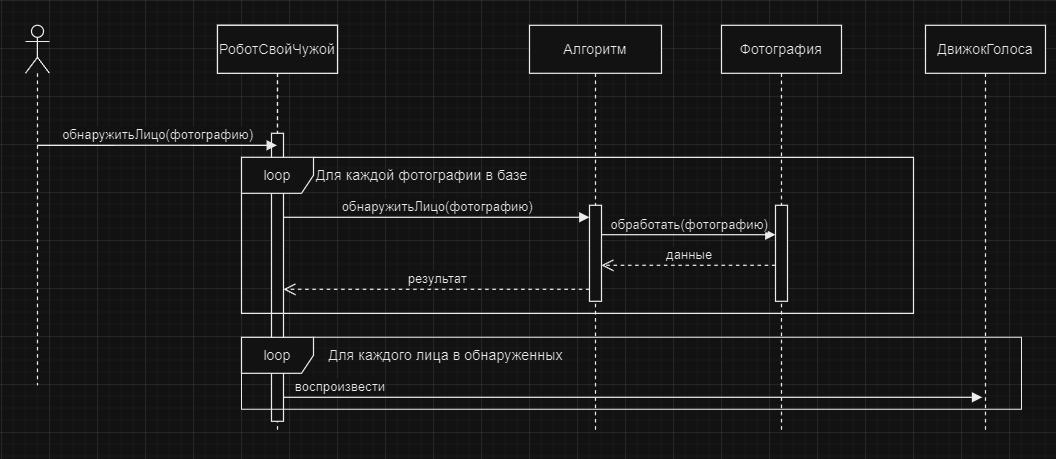 РоботСвойЧужой
Алгоритм
Фотография
ДвижокГолоса
обнаружитьЛицо(фотографию)
loop
Для каждой фотографии в базе
обнаружитьЛицо(фотографию)
обработать(фотографию)
данные
результат
loop
Для каждого лица в обнаруженных
воспроизвести